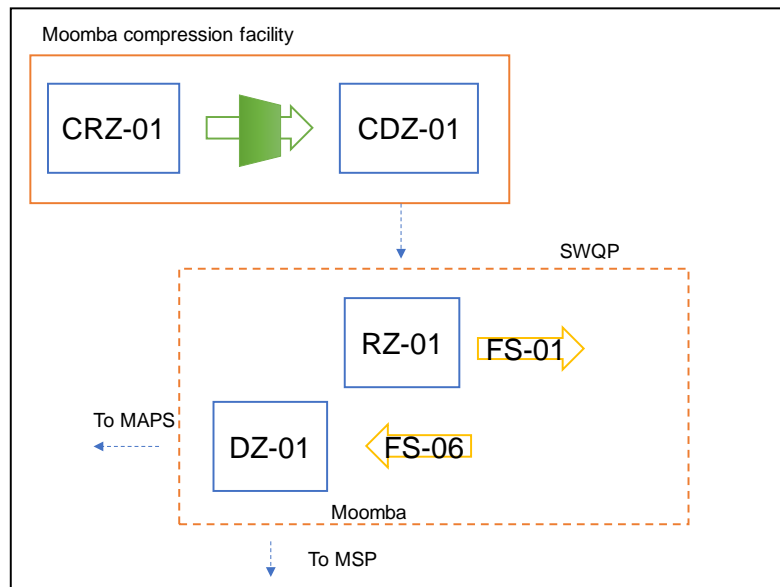 Moomba compression facility
CRZ-01
CDZ-01
SWQP
RZ-01
FS-01
To MAPS
DZ-01
FS-06
Moomba
To MSP